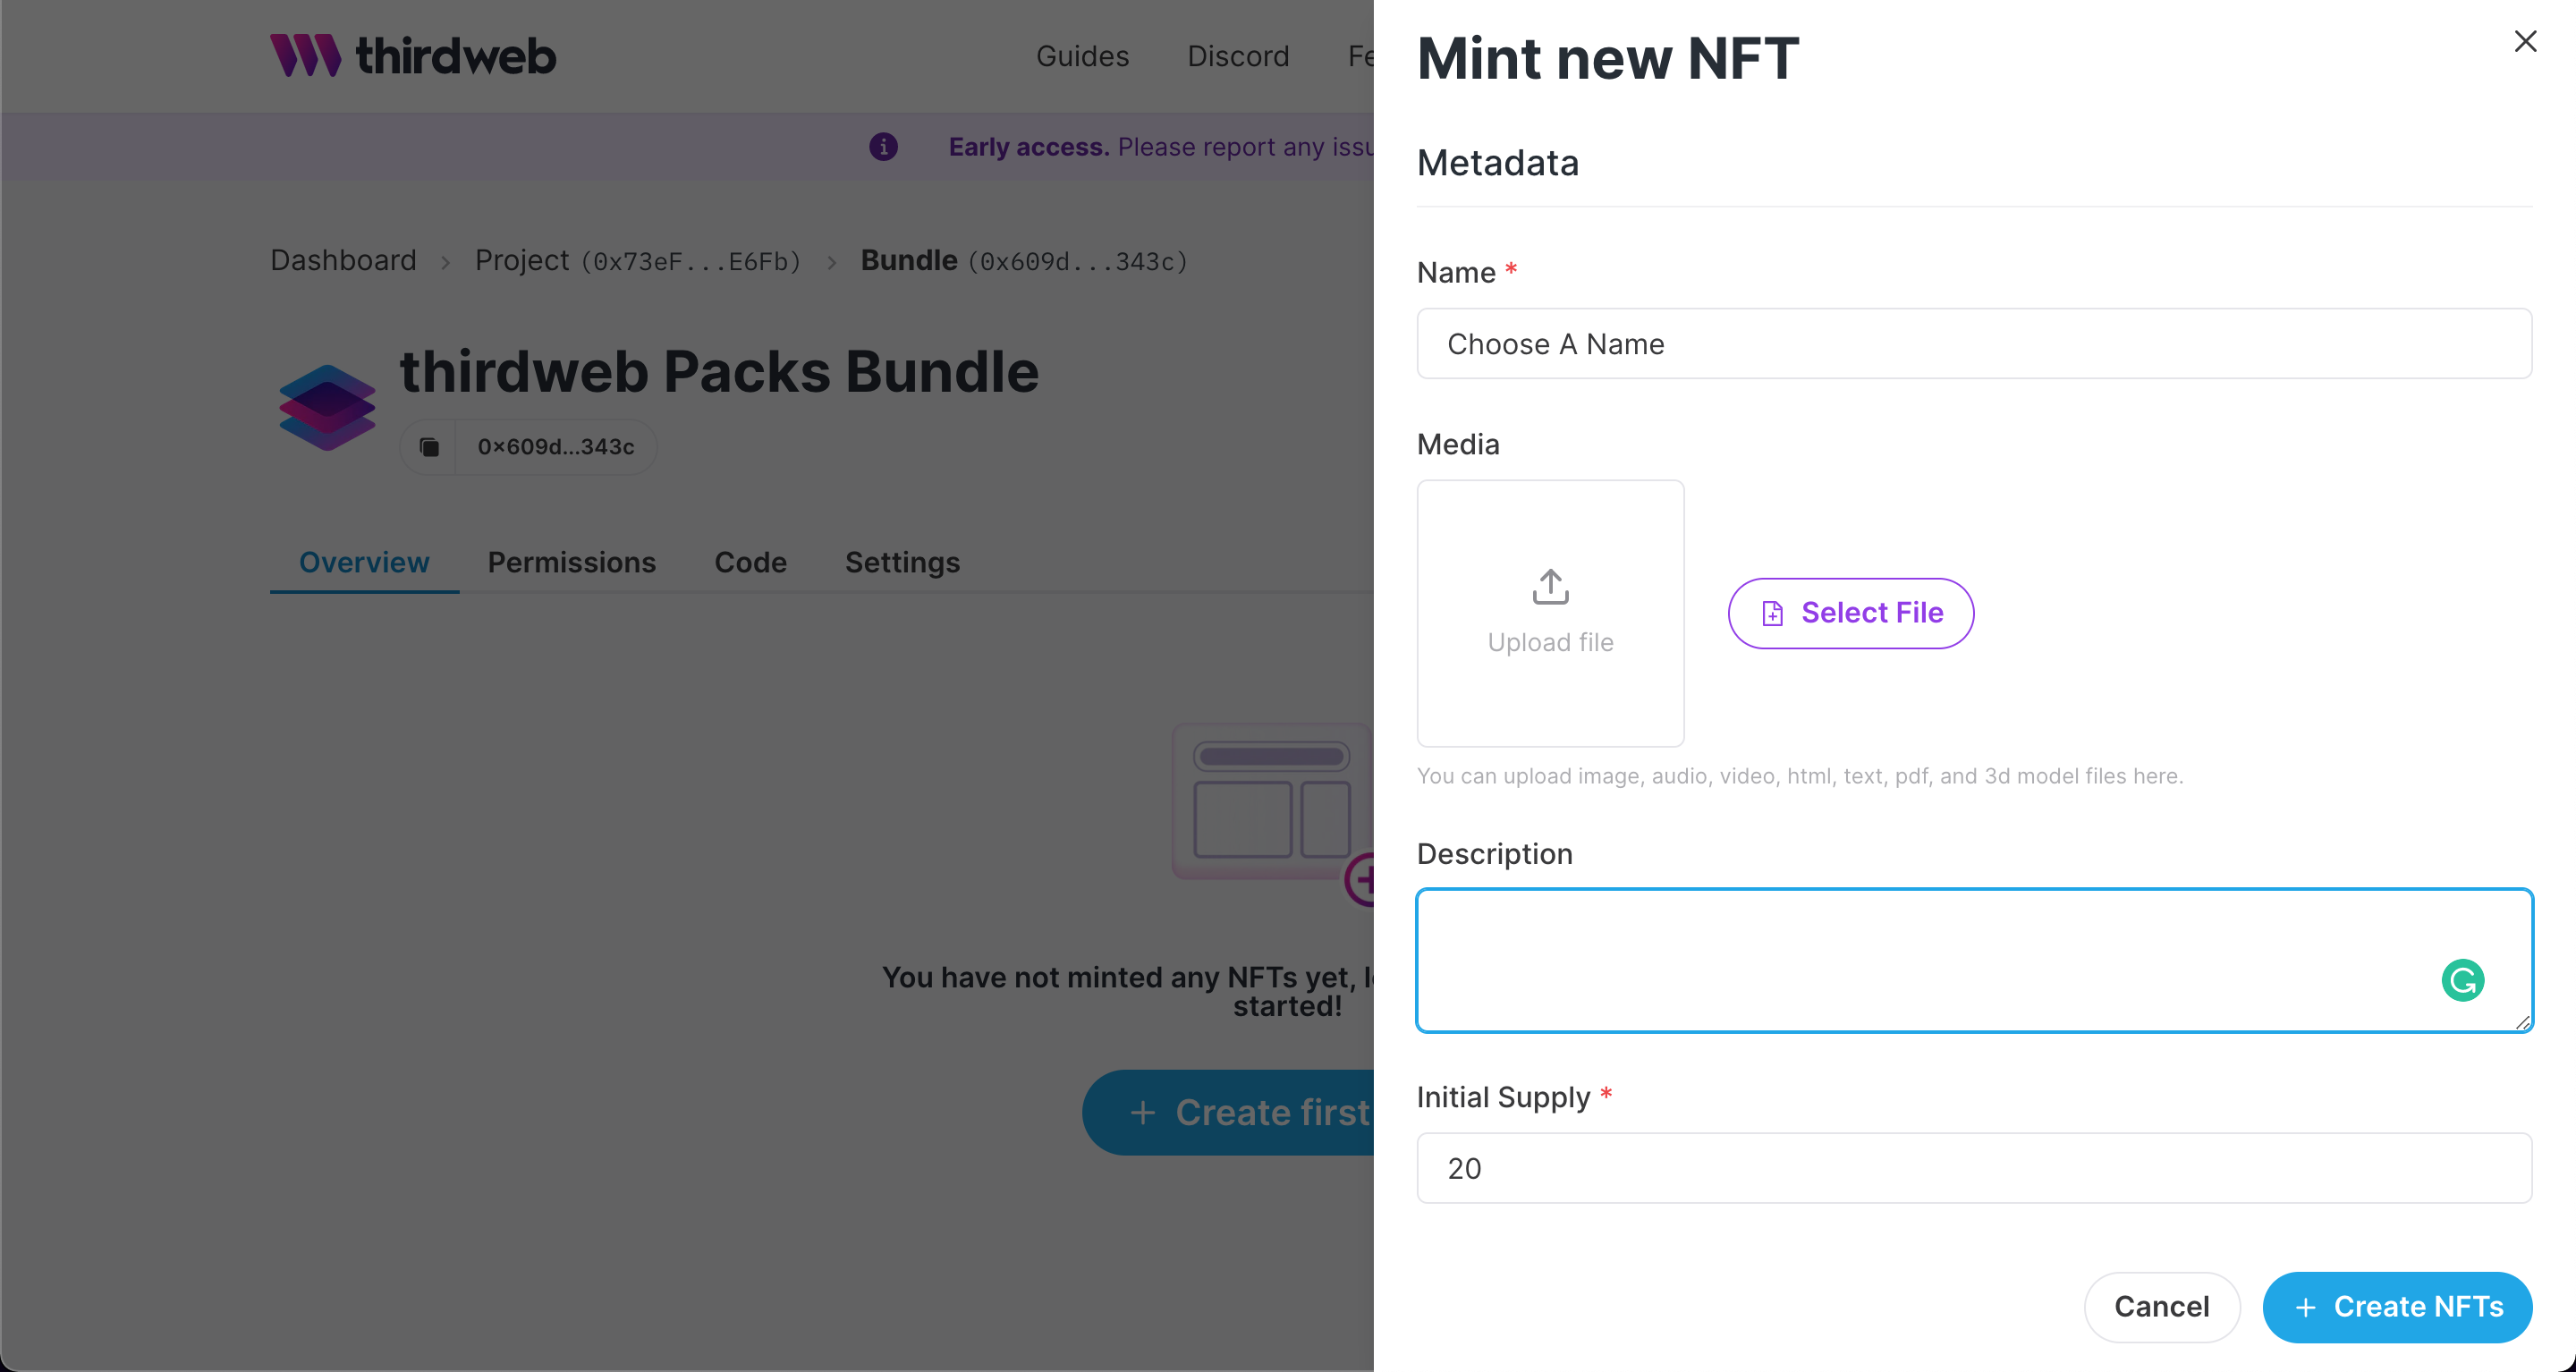 thirdweb
Guides Discord Fe
Early access. Please report any issu
Dashboard > Project (0x73eF...E6Fb) > Bundle (0x609d...343c)
thirdweb Packs Bundle
0x609d...343c
Overview Permissions Code Settings
You have not minted any NFTs yet, l
started!
+ Create first
Mint new NFT
Metadata
Name *
Choose A Name
Media
Upload file
Select File
You can upload image, audio, video, html, text, pdf, and 3d model files here.
Description
Initial Supply *
20
Cancel
+ Create NFTs